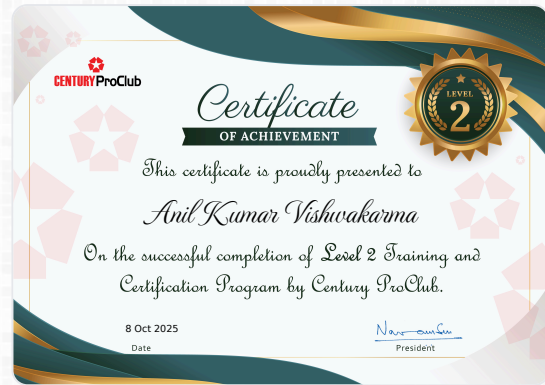 CENTURY ProClub
Certificate
OF ACHIEVEMENT
LEVEL
2
This certificate is proudly presented to
Anil Kumar Vishwakarma
On the successful completion of Level 2 Training and
Certification Program by Century ProClub.
8 Oct 2025
Date
President